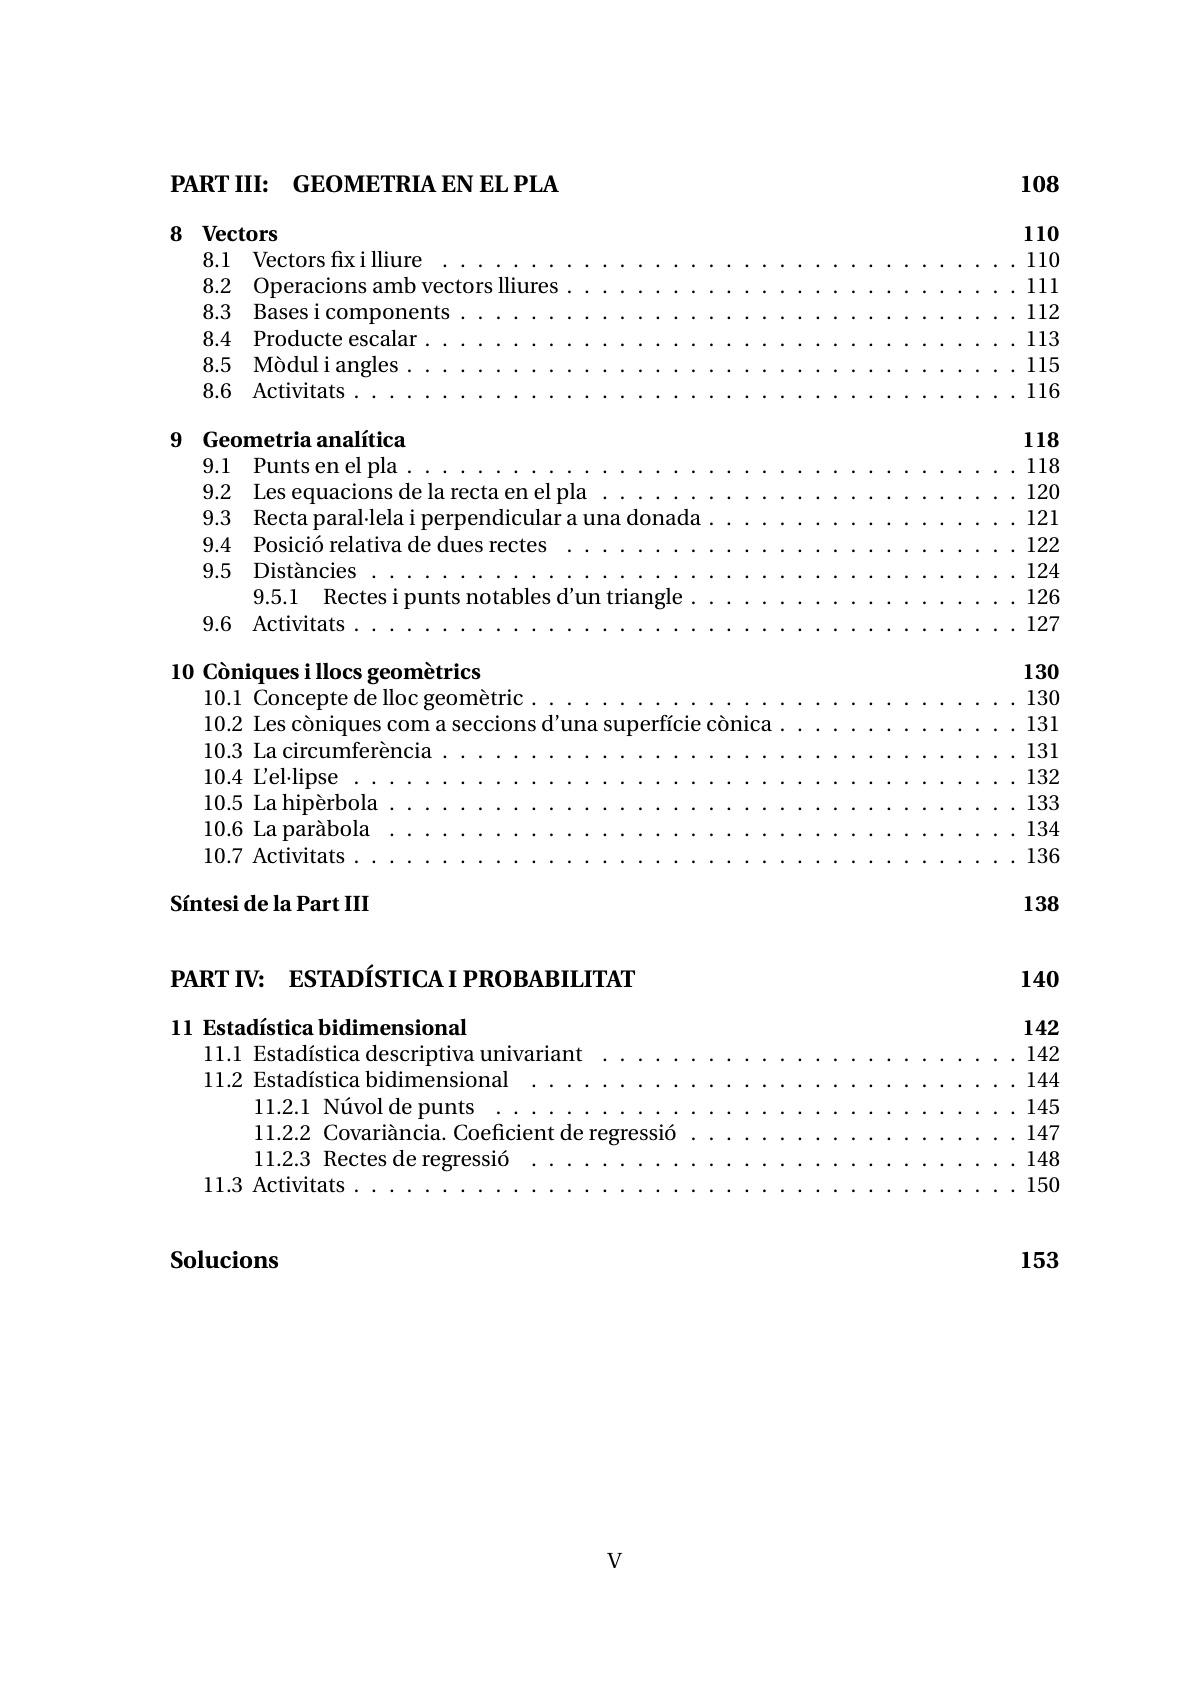 PART III: GEOMETRIA EN EL PLA 108
8 Vectors 110
8.1 Vectors fix i lliure . . . . . . . . . . . . . . . . . . . . . . . . . . . . . . . . . 110
8.2 Operacions amb vectors lliures . . . . . . . . . . . . . . . . . . . . . . . . . . 111
8.3 Bases i components . . . . . . . . . . . . . . . . . . . . . . . . . . . . . . . . 112
8.4 Producte escalar . . . . . . . . . . . . . . . . . . . . . . . . . . . . . . . . . . 113
8.5 Mòdul i angles . . . . . . . . . . . . . . . . . . . . . . . . . . . . . . . . . . . 115
8.6 Activitats . . . . . . . . . . . . . . . . . . . . . . . . . . . . . . . . . . . . . . 116
9 Geometria analítica 118
9.1 Punts en el pla . . . . . . . . . . . . . . . . . . . . . . . . . . . . . . . . . . . 118
9.2 Les equacions de la recta en el pla . . . . . . . . . . . . . . . . . . . . . . . . 120
9.3 Recta paral·lela i perpendicular a una donada . . . . . . . . . . . . . . . . . . 121
9.4 Posició relativa de dues rectes . . . . . . . . . . . . . . . . . . . . . . . . . . 122
9.5 Distàncies . . . . . . . . . . . . . . . . . . . . . . . . . . . . . . . . . . . . . 124
9.5.1 Rectes i punts notables d’un triangle . . . . . . . . . . . . . . . . . . . 126
9.6 Activitats . . . . . . . . . . . . . . . . . . . . . . . . . . . . . . . . . . . . . . 127
10 Còniques i llocs geomètrics 130
10.1 Concepte de lloc geomètric . . . . . . . . . . . . . . . . . . . . . . . . . . . . 130
10.2 Les còniques com a seccions d’una superfície cònica . . . . . . . . . . . . . . 131
10.3 La circumferència . . . . . . . . . . . . . . . . . . . . . . . . . . . . . . . . . 131
10.4 L’el·lipse . . . . . . . . . . . . . . . . . . . . . . . . . . . . . . . . . . . . . . 132
10.5 La hipèrbola . . . . . . . . . . . . . . . . . . . . . . . . . . . . . . . . . . . . 133
10.6 La paràbola . . . . . . . . . . . . . . . . . . . . . . . . . . . . . . . . . . . . 134
10.7 Activitats . . . . . . . . . . . . . . . . . . . . . . . . . . . . . . . . . . . . . . 136
Síntesi de la Part III 138
PART IV: ESTADÍSTICA I PROBABILITAT 140
11 Estadística bidimensional 142
11.1 Estadística descriptiva univariant . . . . . . . . . . . . . . . . . . . . . . . . 142
11.2 Estadística bidimensional . . . . . . . . . . . . . . . . . . . . . . . . . . . . 144
11.2.1 Núvol de punts . . . . . . . . . . . . . . . . . . . . . . . . . . . . . . 145
11.2.2 Covariància. Coeficient de regressió . . . . . . . . . . . . . . . . . . . 147
11.2.3 Rectes de regressió . . . . . . . . . . . . . . . . . . . . . . . . . . . . 148
11.3 Activitats . . . . . . . . . . . . . . . . . . . . . . . . . . . . . . . . . . . . . . 150
Solucions 153
V